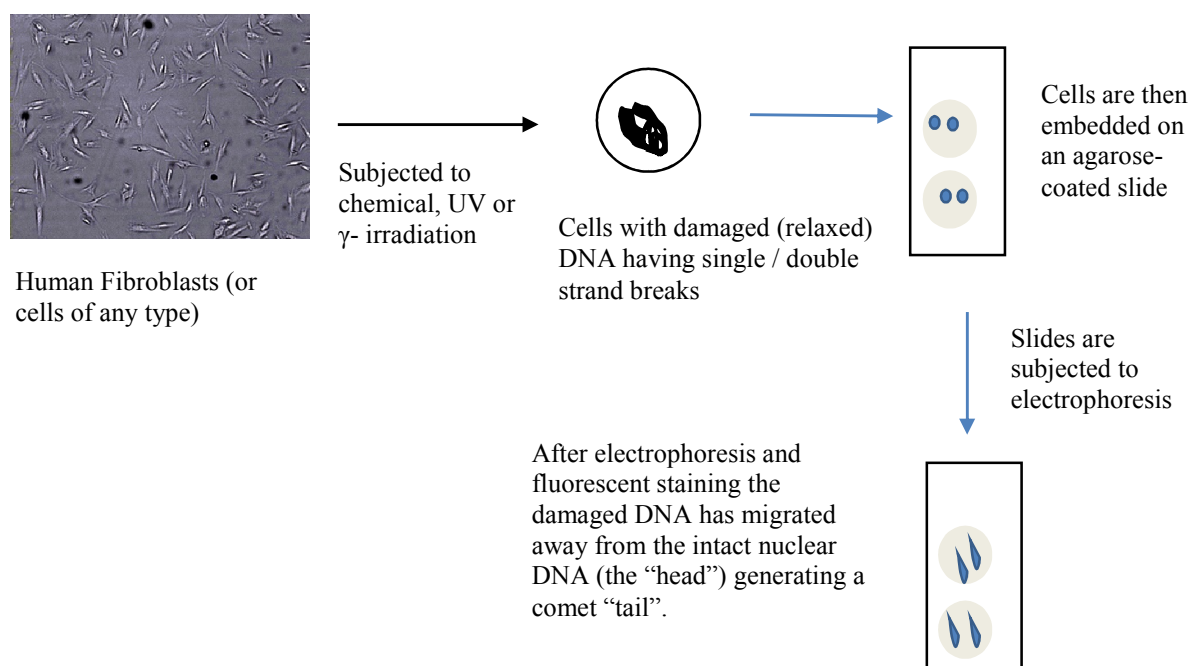 Human Fibroblasts (or
cells of any type)
Subjected to
chemical, UV or
γ- irradiation
Cells with damaged (relaxed)
DNA having single / double
strand breaks
Cells are then
embedded on
an agarose-
coated slide
Slides are
subjected to
electrophoresis
After electrophoresis and
fluorescent staining the
damaged DNA has migrated
away from the intact nuclear
DNA (the “head”) generating a
comet “tail”.